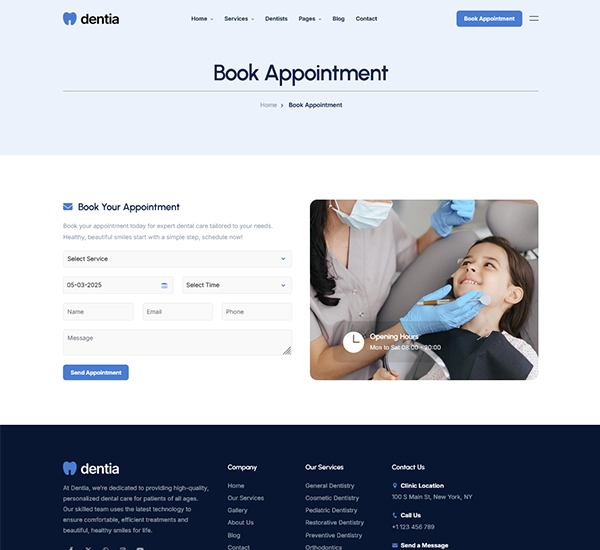 dentia
Home Services Dentists Pages Blog Contact
Book Appointment
Book Appointment
Home > Book Appointment
Book Your Appointment
Book your appointment today for expert dental care tailored to your needs.
Healthy, beautiful smiles start with a simple step, schedule now!
Select Service
05-03-2025
Select Time
Name
Email
Phone
Message
Send Appointment
Opening Hours
Mon to Sat 08:00 - 20:00
dentia
At Dentia, we're dedicated to providing high-quality,
personalized dental care for patients of all ages.
Our skilled team uses the latest technology to
ensure comfortable, efficient treatments and
beautiful, healthy smiles for life.
Company
Home
Our Services
Gallery
About Us
Blog
Contact
Our Services
General Dentistry
Cosmetic Dentistry
Pediatric Dentistry
Restorative Dentistry
Preventive Dentistry
Orthodontics
Contact Us
Clinic Location
100 S Main St, New York, NY
Call Us
+1 123 456 789
Send a Message